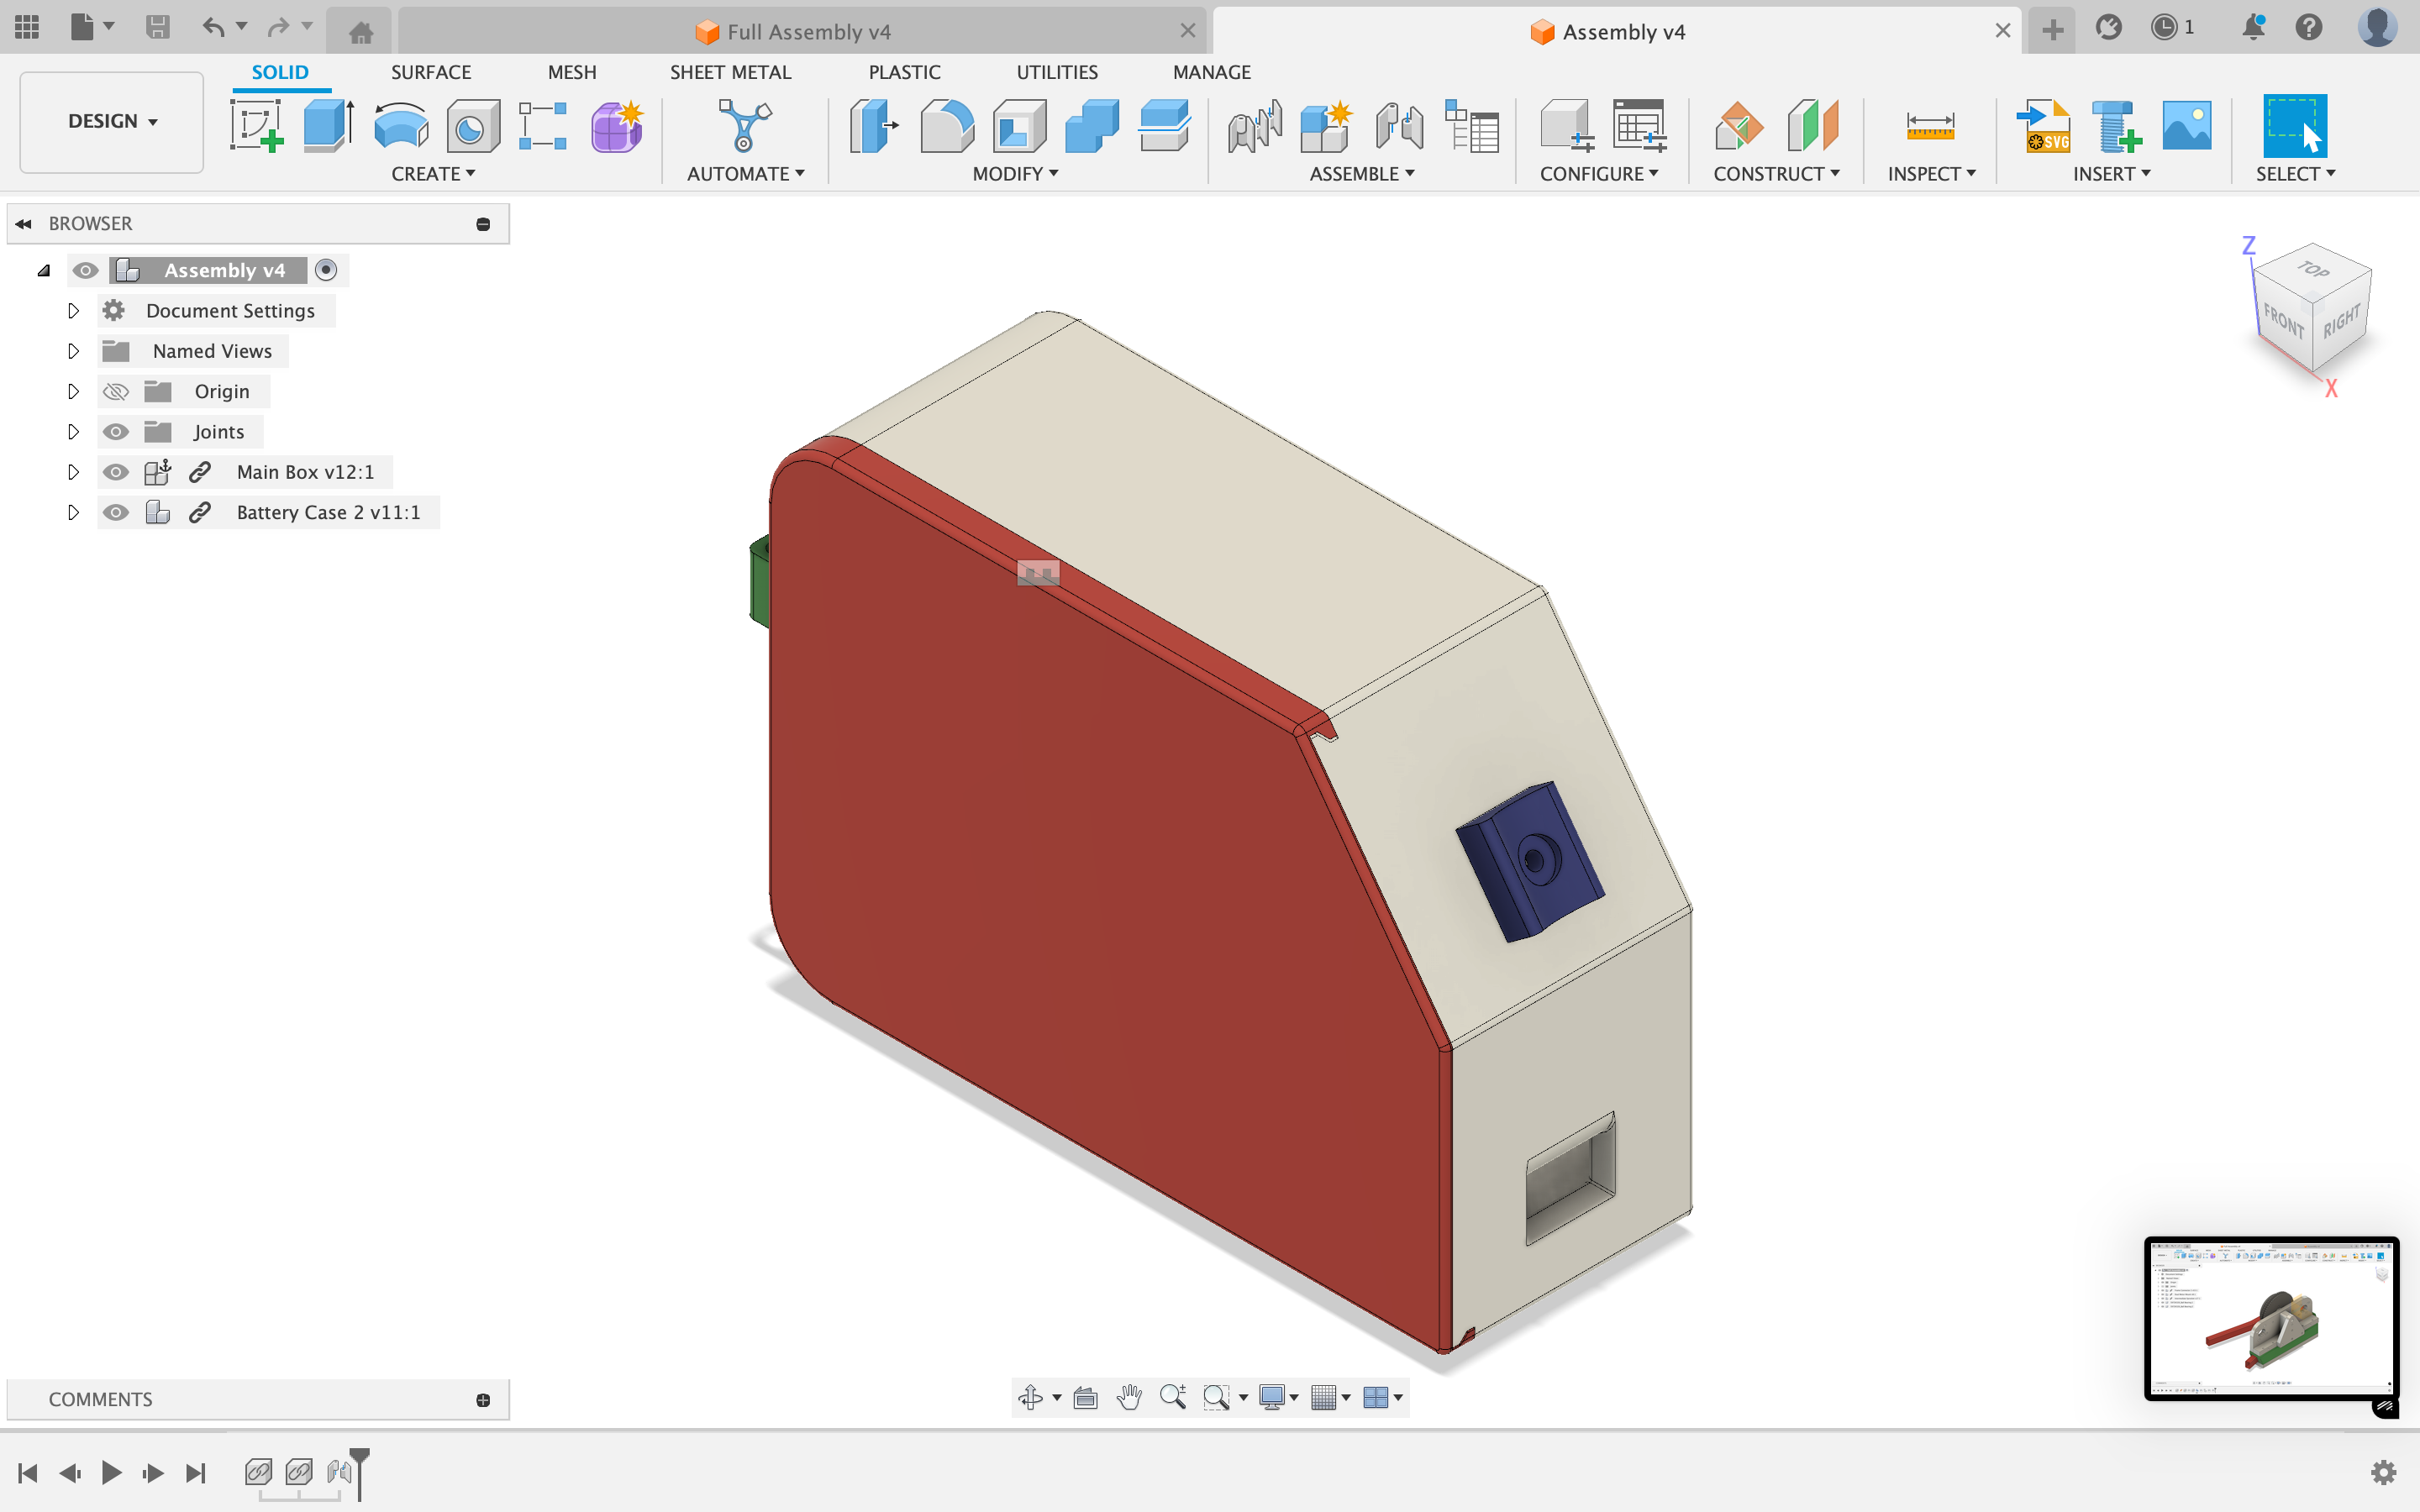 Full Assembly v4
Assembly v4
1
DESIGN
SOLID
SURFACE
MESH
SHEET METAL
PLASTIC
UTILITIES
MANAGE
CREATE
AUTOMATE
MODIFY
ASSEMBLE
CONFIGURE
CONSTRUCT
INSPECT
INSERT
SELECT
SVG
BROWSER
Assembly v4
Document Settings
Named Views
Origin
Joints
Main Box v12:1
Battery Case 2 v11:1
Z
TOP
FRONT
RIGHT
X
COMMENTS